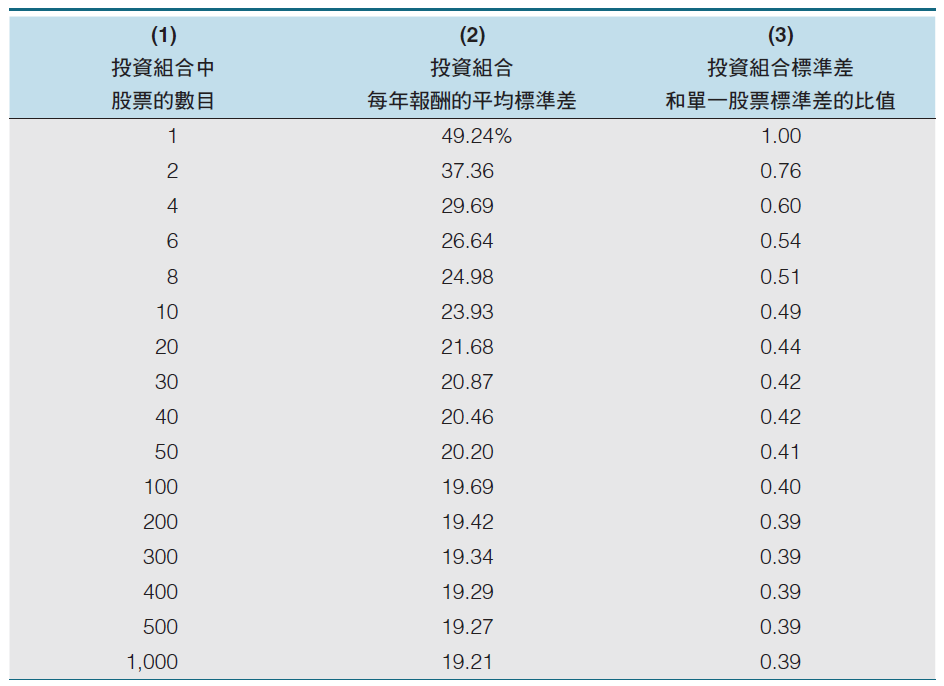 (1) (2) (3)
投資組合中 投資組合 投資組合標準差
股票的數目 每年報酬的平均標準差 和單一股票標準差的比值
1 49.24% 1.00
2 37.36 0.76
4 29.69 0.60
6 26.64 0.54
8 24.98 0.51
10 23.93 0.49
20 21.68 0.44
30 20.87 0.42
40 20.46 0.42
50 20.20 0.41
100 19.69 0.40
200 19.42 0.39
300 19.34 0.39
400 19.29 0.39
500 19.27 0.39
1,000 19.21 0.39